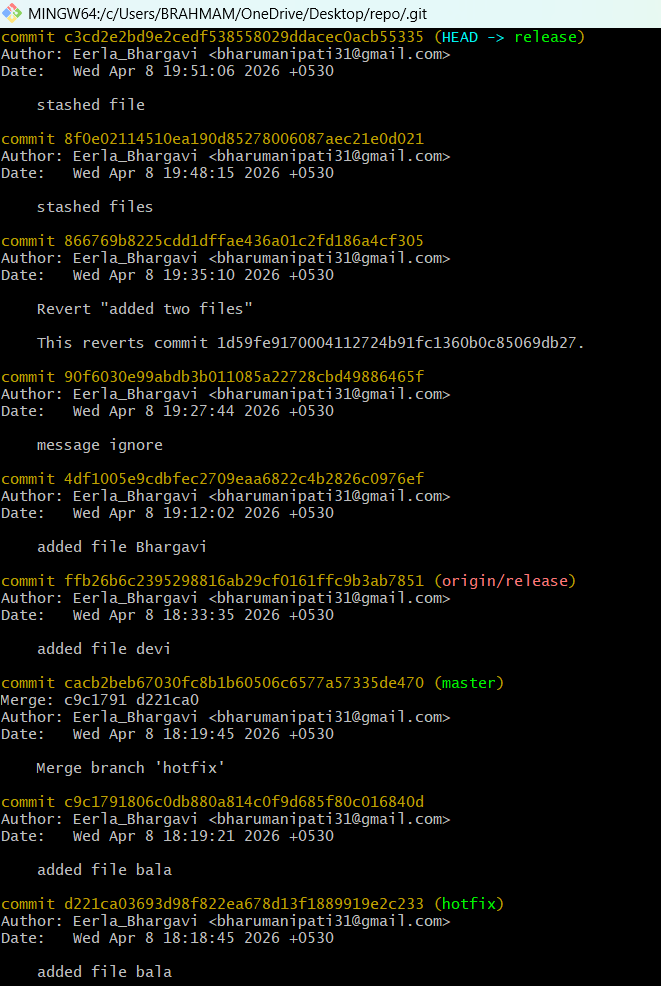 MINGW64:/c/Users/BRAHMAM/OneDrive/Desktop/repo/.git
commit c3cd2e2bd9e2cedf538558029ddacec0acb55335 (HEAD -> release)
Author: Eerla_Bhargavi <bharumanipati31@gmail.com>
Date:   Wed Apr 8 19:51:06 2026 +0530
stashed file
commit 8f0e02114510ea190d85278006087aec21e0d021
Author: Eerla_Bhargavi <bharumanipati31@gmail.com>
Date:   Wed Apr 8 19:48:15 2026 +0530
stashed files
commit 866769b8225cdd1dffae436a01c2fd186a4cf305
Author: Eerla_Bhargavi <bharumanipati31@gmail.com>
Date:   Wed Apr 8 19:35:10 2026 +0530
Revert "added two files"
This reverts commit 1d59fe9170004112724b91fc1360b0c85069db27.
commit 90f6030e99abdb3b011085a22728cbd49886465f
Author: Eerla_Bhargavi <bharumanipati31@gmail.com>
Date:   Wed Apr 8 19:27:44 2026 +0530
message ignore
commit 4df1005e9cdbfec2709eaa6822c4b2826c0976ef
Author: Eerla_Bhargavi <bharumanipati31@gmail.com>
Date:   Wed Apr 8 19:12:02 2026 +0530
added file Bhargavi
commit ffb26b6c2395298816ab29cf0161ffc9b3ab7851 (origin/release)
Author: Eerla_Bhargavi <bharumanipati31@gmail.com>
Date:   Wed Apr 8 18:33:35 2026 +0530
added file devi
commit cacb2beb67030fc8b1b60506c6577a57335de470 (master)
Merge: c9c1791 d221ca0
Author: Eerla_Bhargavi <bharumanipati31@gmail.com>
Date:   Wed Apr 8 18:19:45 2026 +0530
Merge branch 'hotfix'
commit c9c1791806c0db880a814c0f9d685f80c016840d
Author: Eerla_Bhargavi <bharumanipati31@gmail.com>
Date:   Wed Apr 8 18:19:21 2026 +0530
added file bala
commit d221ca03693d98f822ea678d13f1889919e2c233 (hotfix)
Author: Eerla_Bhargavi <bharumanipati31@gmail.com>
Date:   Wed Apr 8 18:18:45 2026 +0530
added file bala